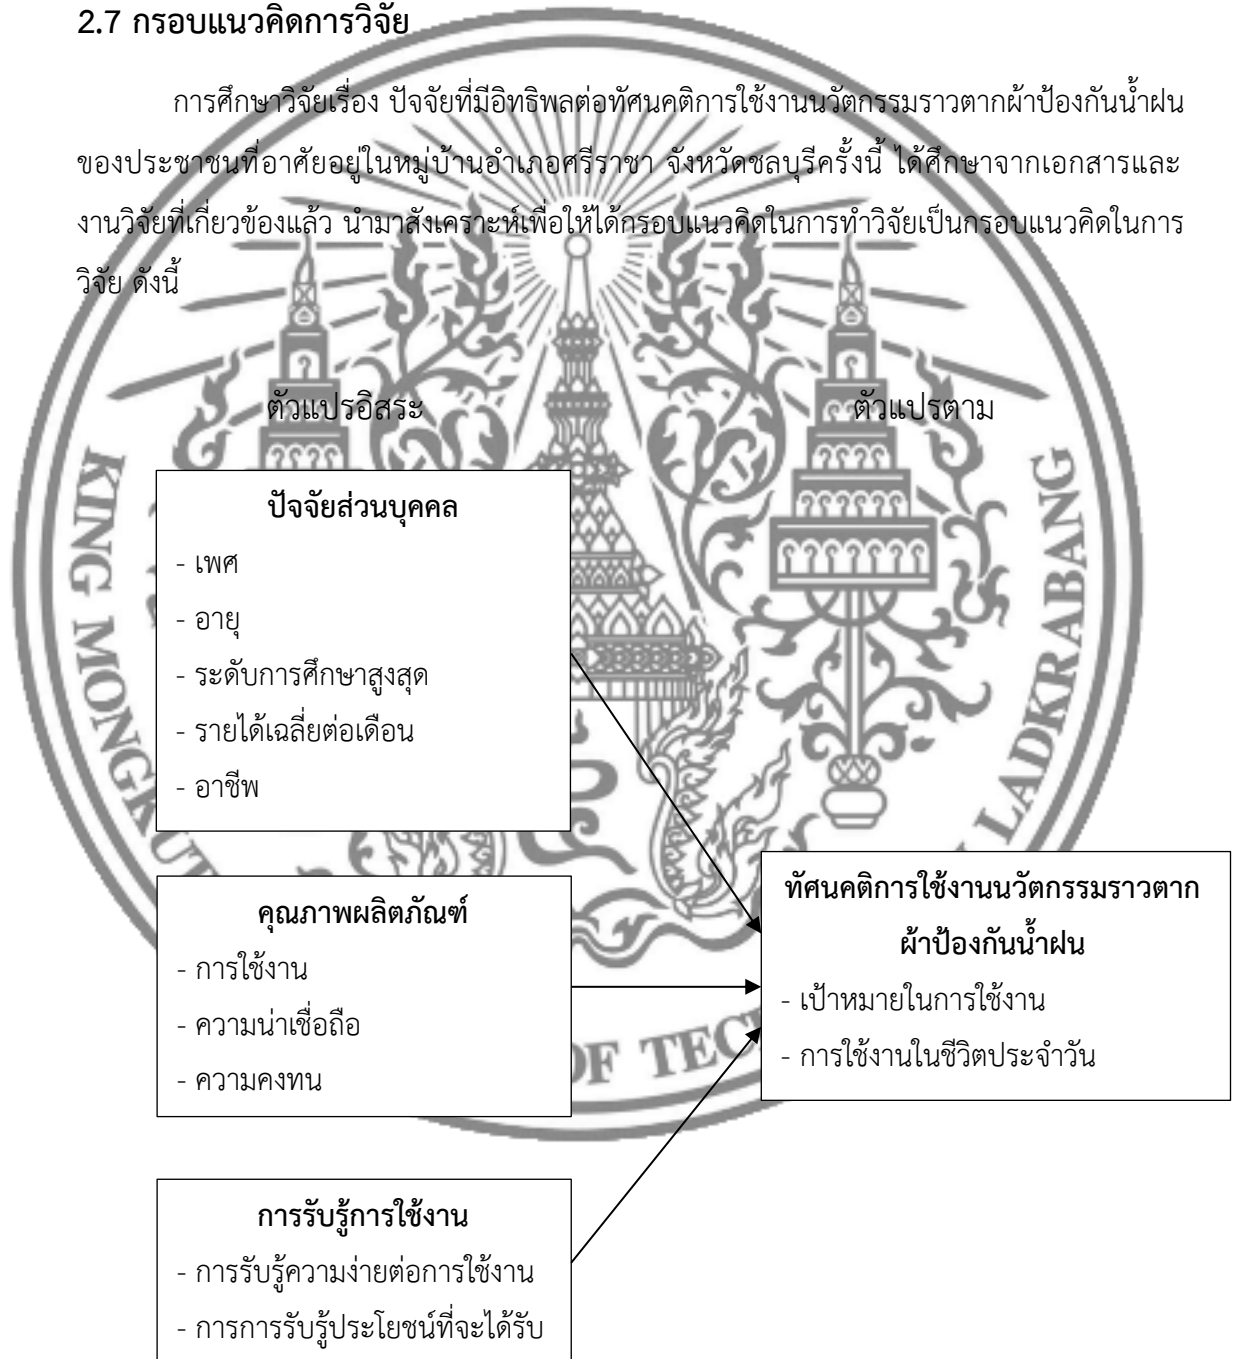 2.7 กรอบแนวคิดการวิจัย
การศึกษาวิจัยเรื่อง ปัจจัยที่มีอิทธิพลต่อทัศนคติการใช้งานนวัตกรรมราวตากผ้าป้องกันน้ำฝน
ของประชาชนที่อาศัยอยู่ในหมู่บ้านอำเภอศรีราชา จังหวัดชลบุรีครั้งนี้ ได้ศึกษาจากเอกสารและ
งานวิจัยที่เกี่ยวข้องแล้ว นำมาสังเคราะห์เพื่อให้ได้กรอบแนวคิดในการทำวิจัยเป็นกรอบแนวคิดในการ
วิจัย ดังนี้
ตัวแปรอิสระ
ตัวแปรตาม
ปัจจัยส่วนบุคคล
- เพศ
- อายุ
- ระดับการศึกษาสูงสุด
- รายได้เฉลี่ยต่อเดือน
- อาชีพ
คุณภาพผลิตภัณฑ์
- การใช้งาน
- ความน่าเชื่อถือ
- ความคงทน
การรับรู้การใช้งาน
- การรับรู้ความง่ายต่อการใช้งาน
- การการรับรู้ประโยชน์ที่จะได้รับ
ทัศนคติการใช้งานนวัตกรรมราวตาก
ผ้าป้องกันน้ำฝน
- เป้าหมายในการใช้งาน
- การใช้งานในชีวิตประจำวัน
KING MONGKUT
OF TEC
LADKRABANG